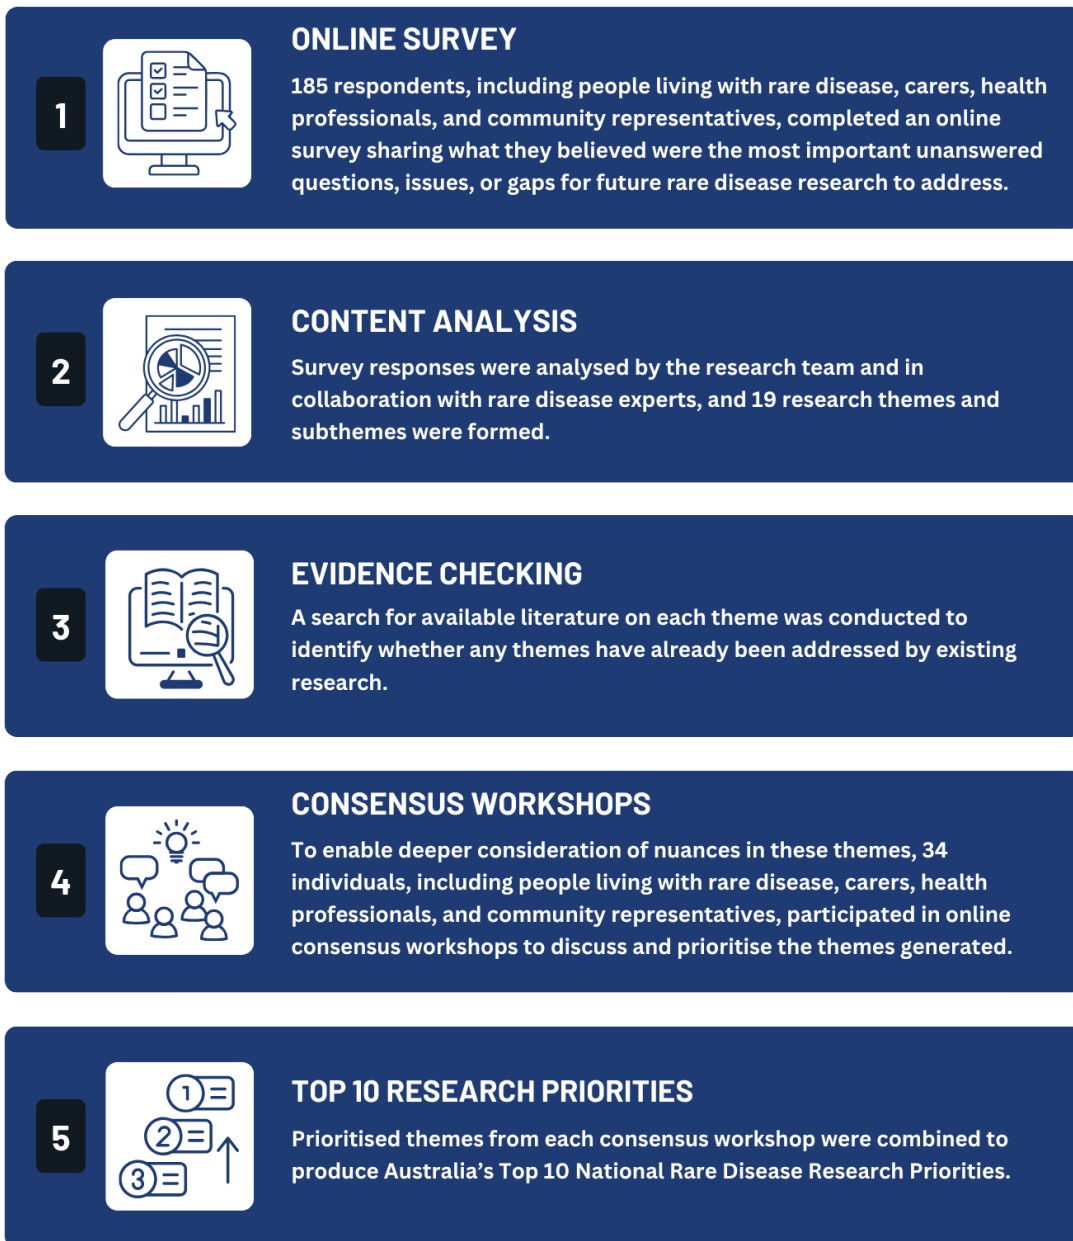 1
ONLINE SURVEY
185 respondents, including people living with rare disease, carers, health
professionals, and community representatives, completed an online
survey sharing what they believed were the most important unanswered
questions, issues, or gaps for future rare disease research to address.
2
CONTENT ANALYSIS
Survey responses were analysed by the research team and in
collaboration with rare disease experts, and 19 research themes and
subthemes were formed.
3
EVIDENCE CHECKING
A search for available literature on each theme was conducted to
identify whether any themes have already been addressed by existing
research.
4
CONSENSUS WORKSHOPS
To enable deeper consideration of nuances in these themes, 34
individuals, including people living with rare disease, carers, health
professionals, and community representatives, participated in online
consensus workshops to discuss and prioritise the themes generated.
5
1
2
3
TOP 10 RESEARCH PRIORITIES
Prioritised themes from each consensus workshop were combined to
produce Australia's Top 10 National Rare Disease Research Priorities.